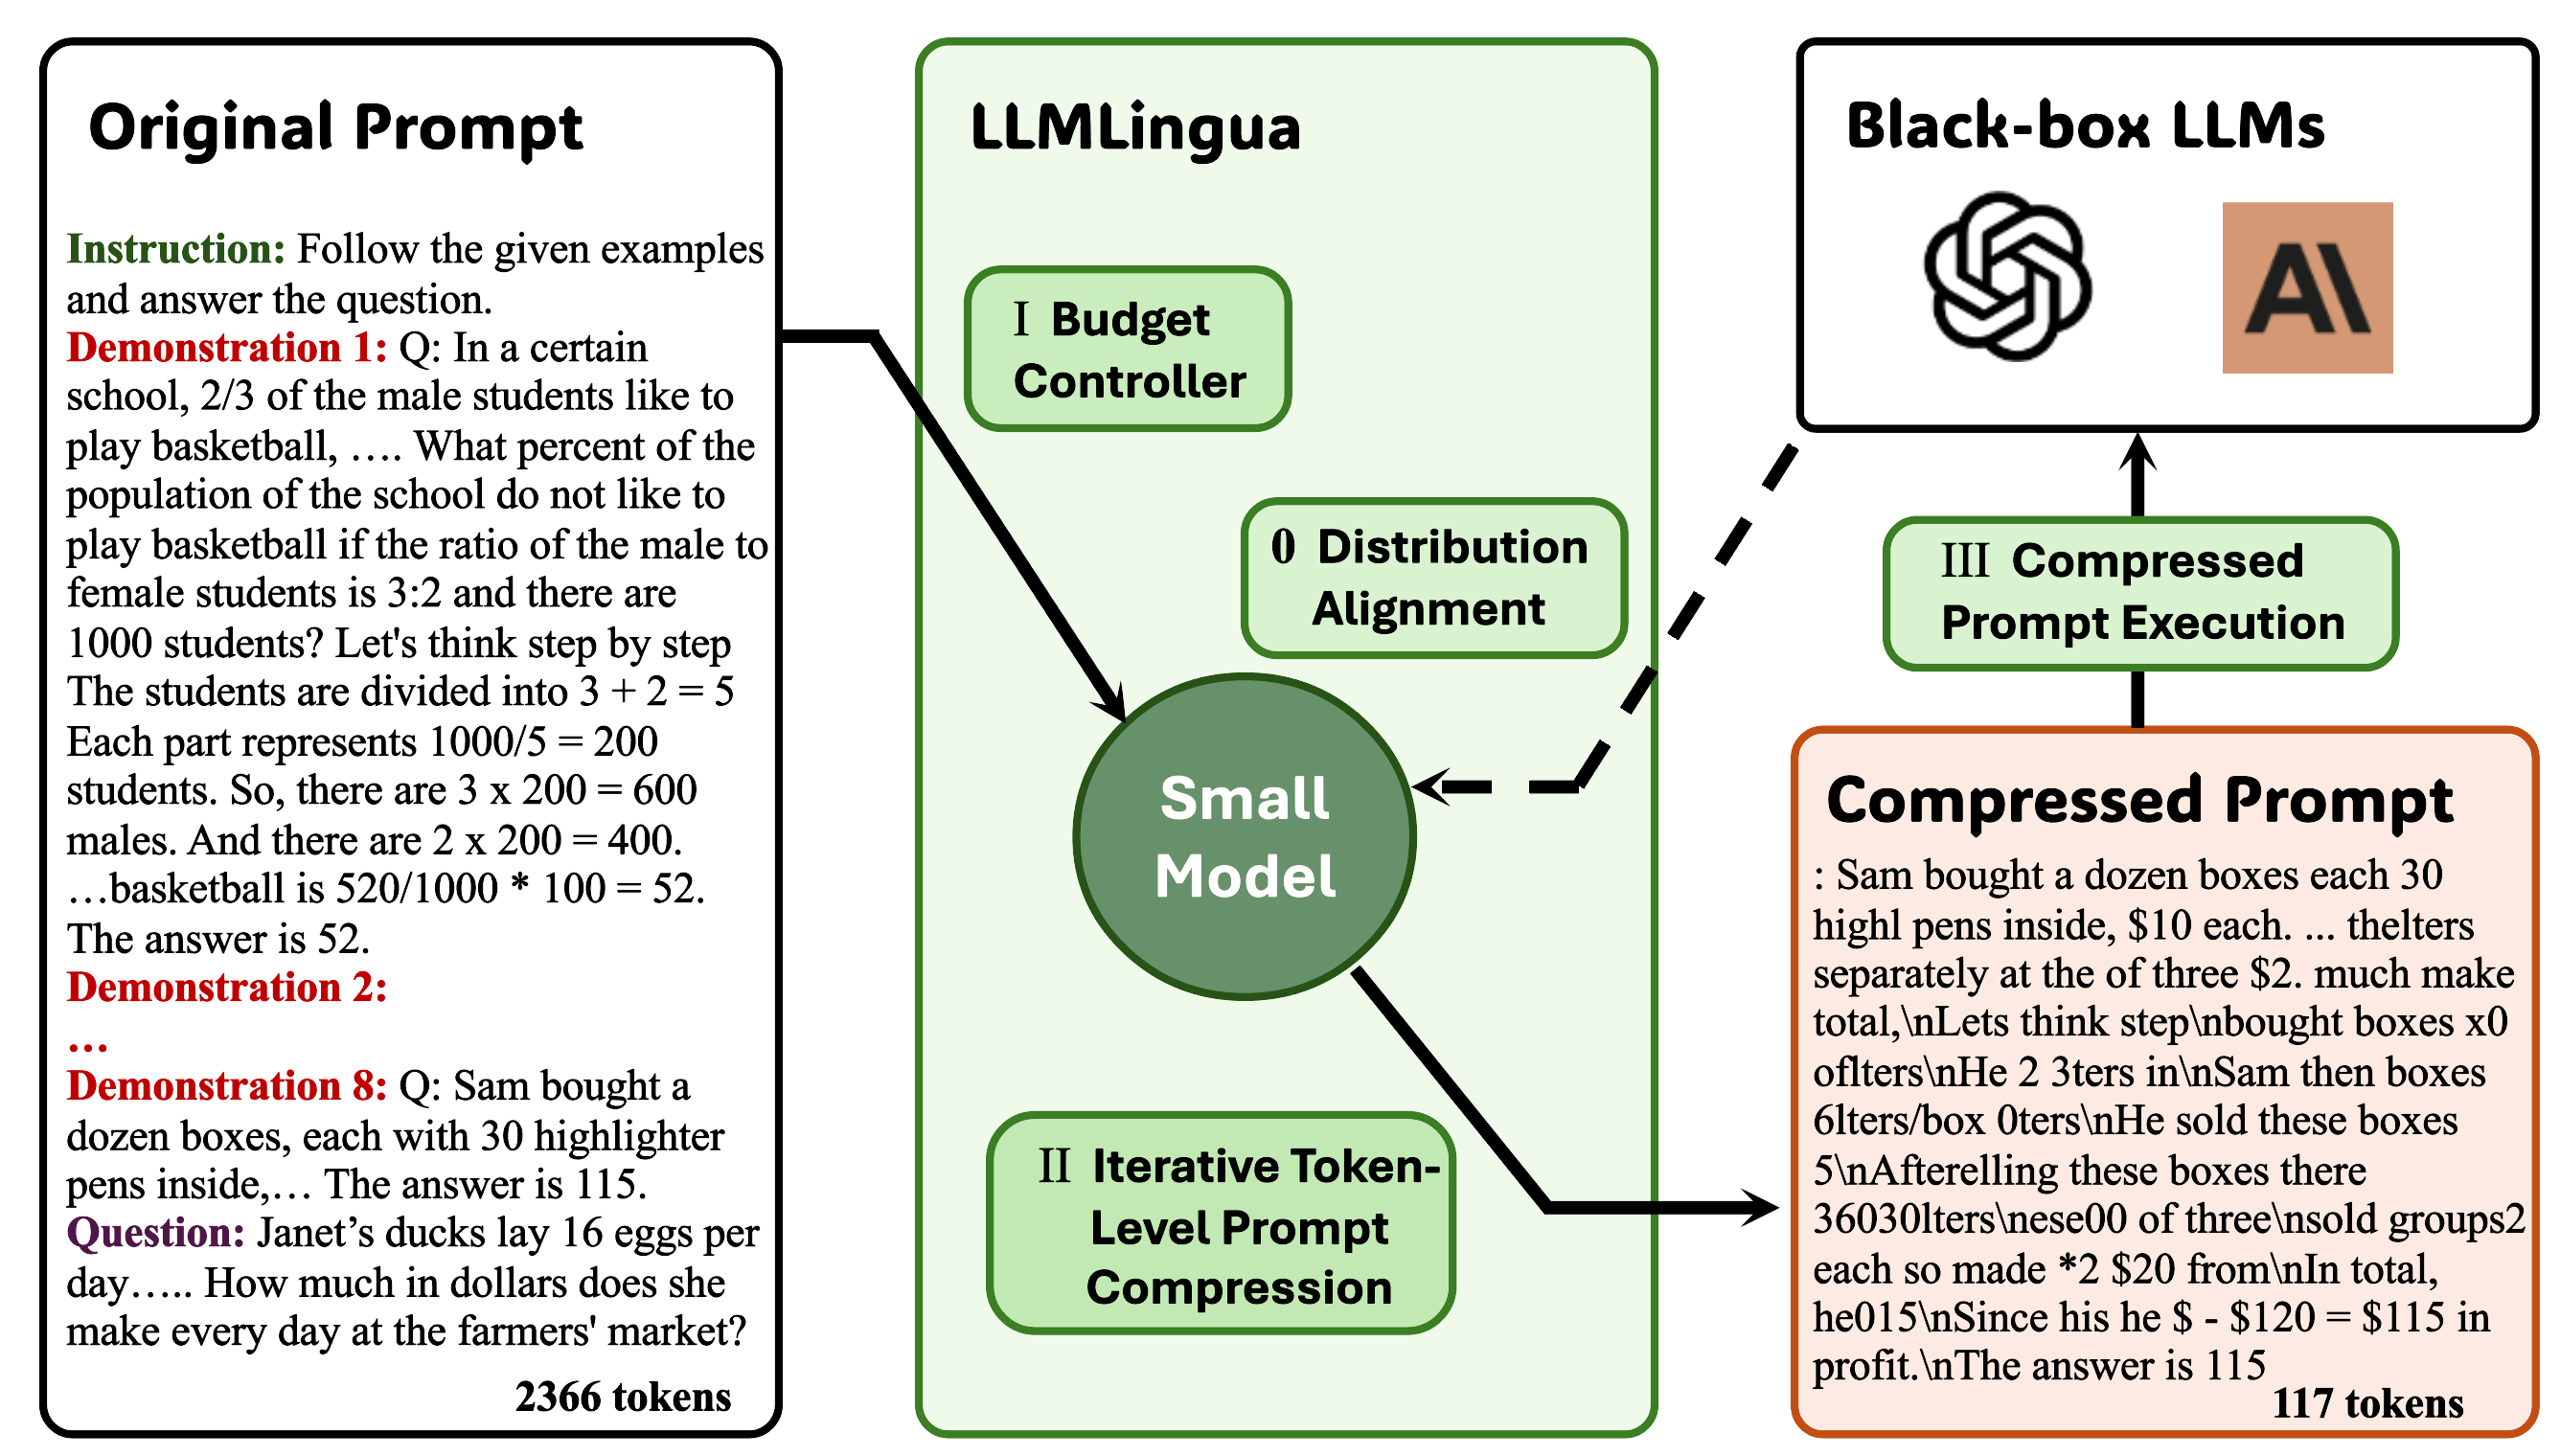 Original Prompt
Instruction: Follow the given examples
and answer the question.
Demonstration 1: Q: In a certain
school, 2/3 of the male students like to
play basketball, …. What percent of the
population of the school do not like to
play basketball if the ratio of the male to
female students is 3:2 and there are
1000 students? Let's think step by step
The students are divided into 3 + 2 = 5
Each part represents 1000/5 = 200
students. So, there are 3 x 200 = 600
males. And there are 2 x 200 = 400.
…basketball is 520/1000 * 100 = 52.
The answer is 52.
Demonstration 2:
…
Demonstration 8: Q: Sam bought a
dozen boxes, each with 30 highlighter
pens inside,… The answer is 115.
Question: Janet’s ducks lay 16 eggs per
day….. How much in dollars does she
make every day at the farmers' market?
2366 tokens
LLMLingua
I Budget
Controller
0 Distribution
Alignment
Small
Model
II Iterative Token-
Level Prompt
Compression
Black-box LLMs
A\
III Compressed
Prompt Execution
Compressed Prompt
: Sam bought a dozen boxes each 30
highl pens inside, $10 each. ... thelters
separately at the of three $2. much make
total,\nLets think step\nbought boxes x0
oflters\nHe 2 3ters in\nSam then boxes
6lters/box 0ters\nHe sold these boxes
5\nAfterelling these boxes there
36030lters\nese00 of three\nsold groups2
each so made *2 $20 from\nIn total,
he015\nSince his he $ - $120 = $115 in
profit.\nThe answer is 115
117 tokens